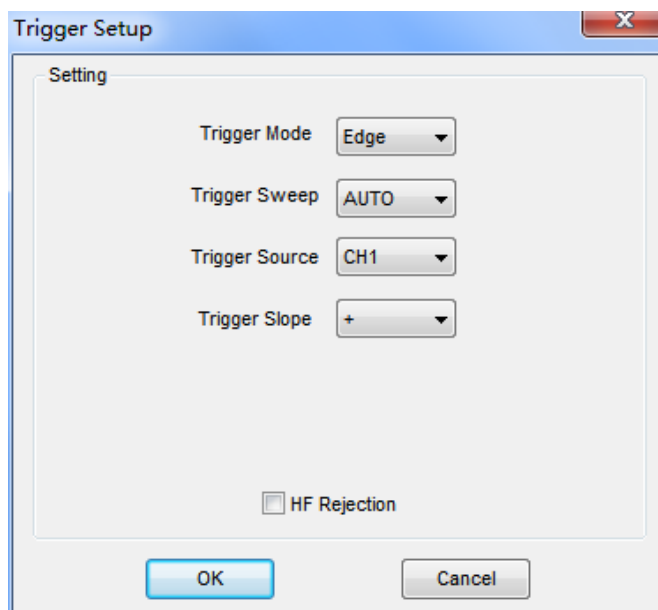 Trigger Setup
Setting
Trigger Mode Edge
Trigger Sweep AUTO
Trigger Source CH1
Trigger Slope +
HF Rejection
OK Cancel